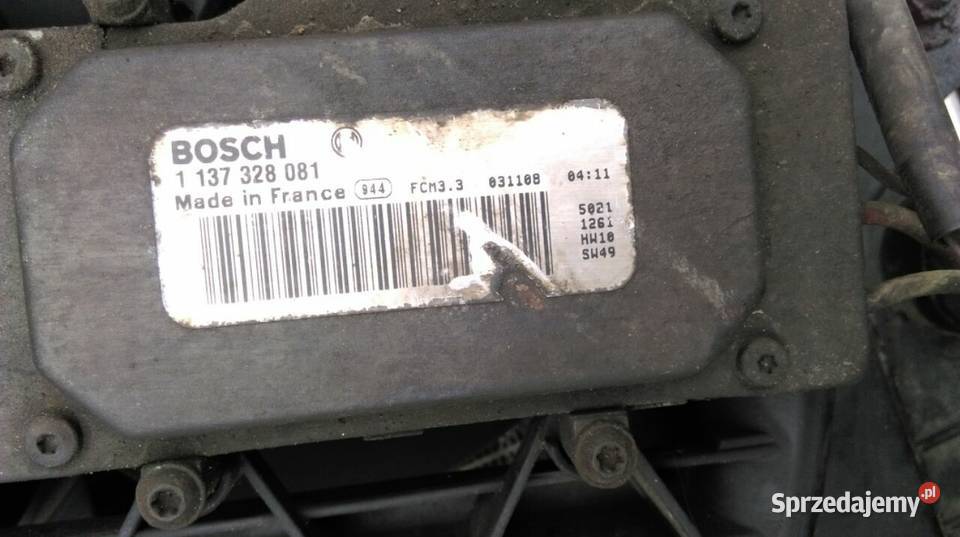 BOSCH
1 137 328 081
Made in France 944 FCM3.3 031108 04:11
5021
1261
HW10
SW49
Sprzedajemy.pl